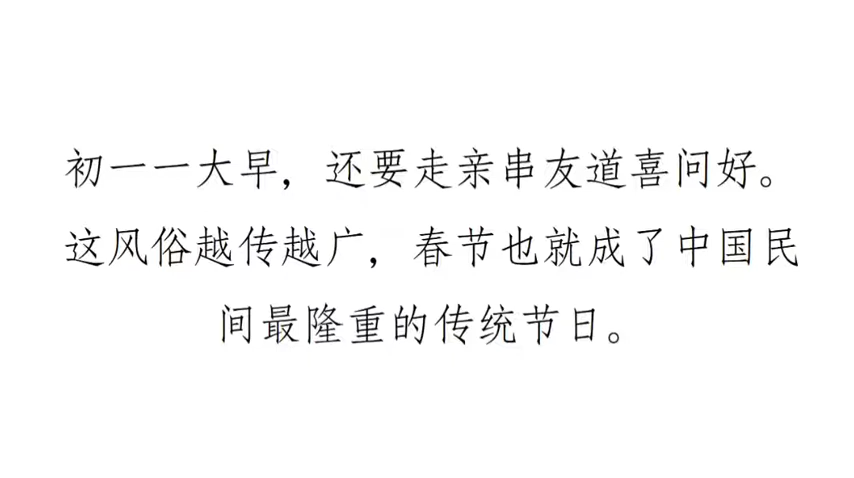 初一一大早，还要走亲串友道喜问好。
这风俗越传越广，春节也就成了中国民
间最隆重的传统节日。